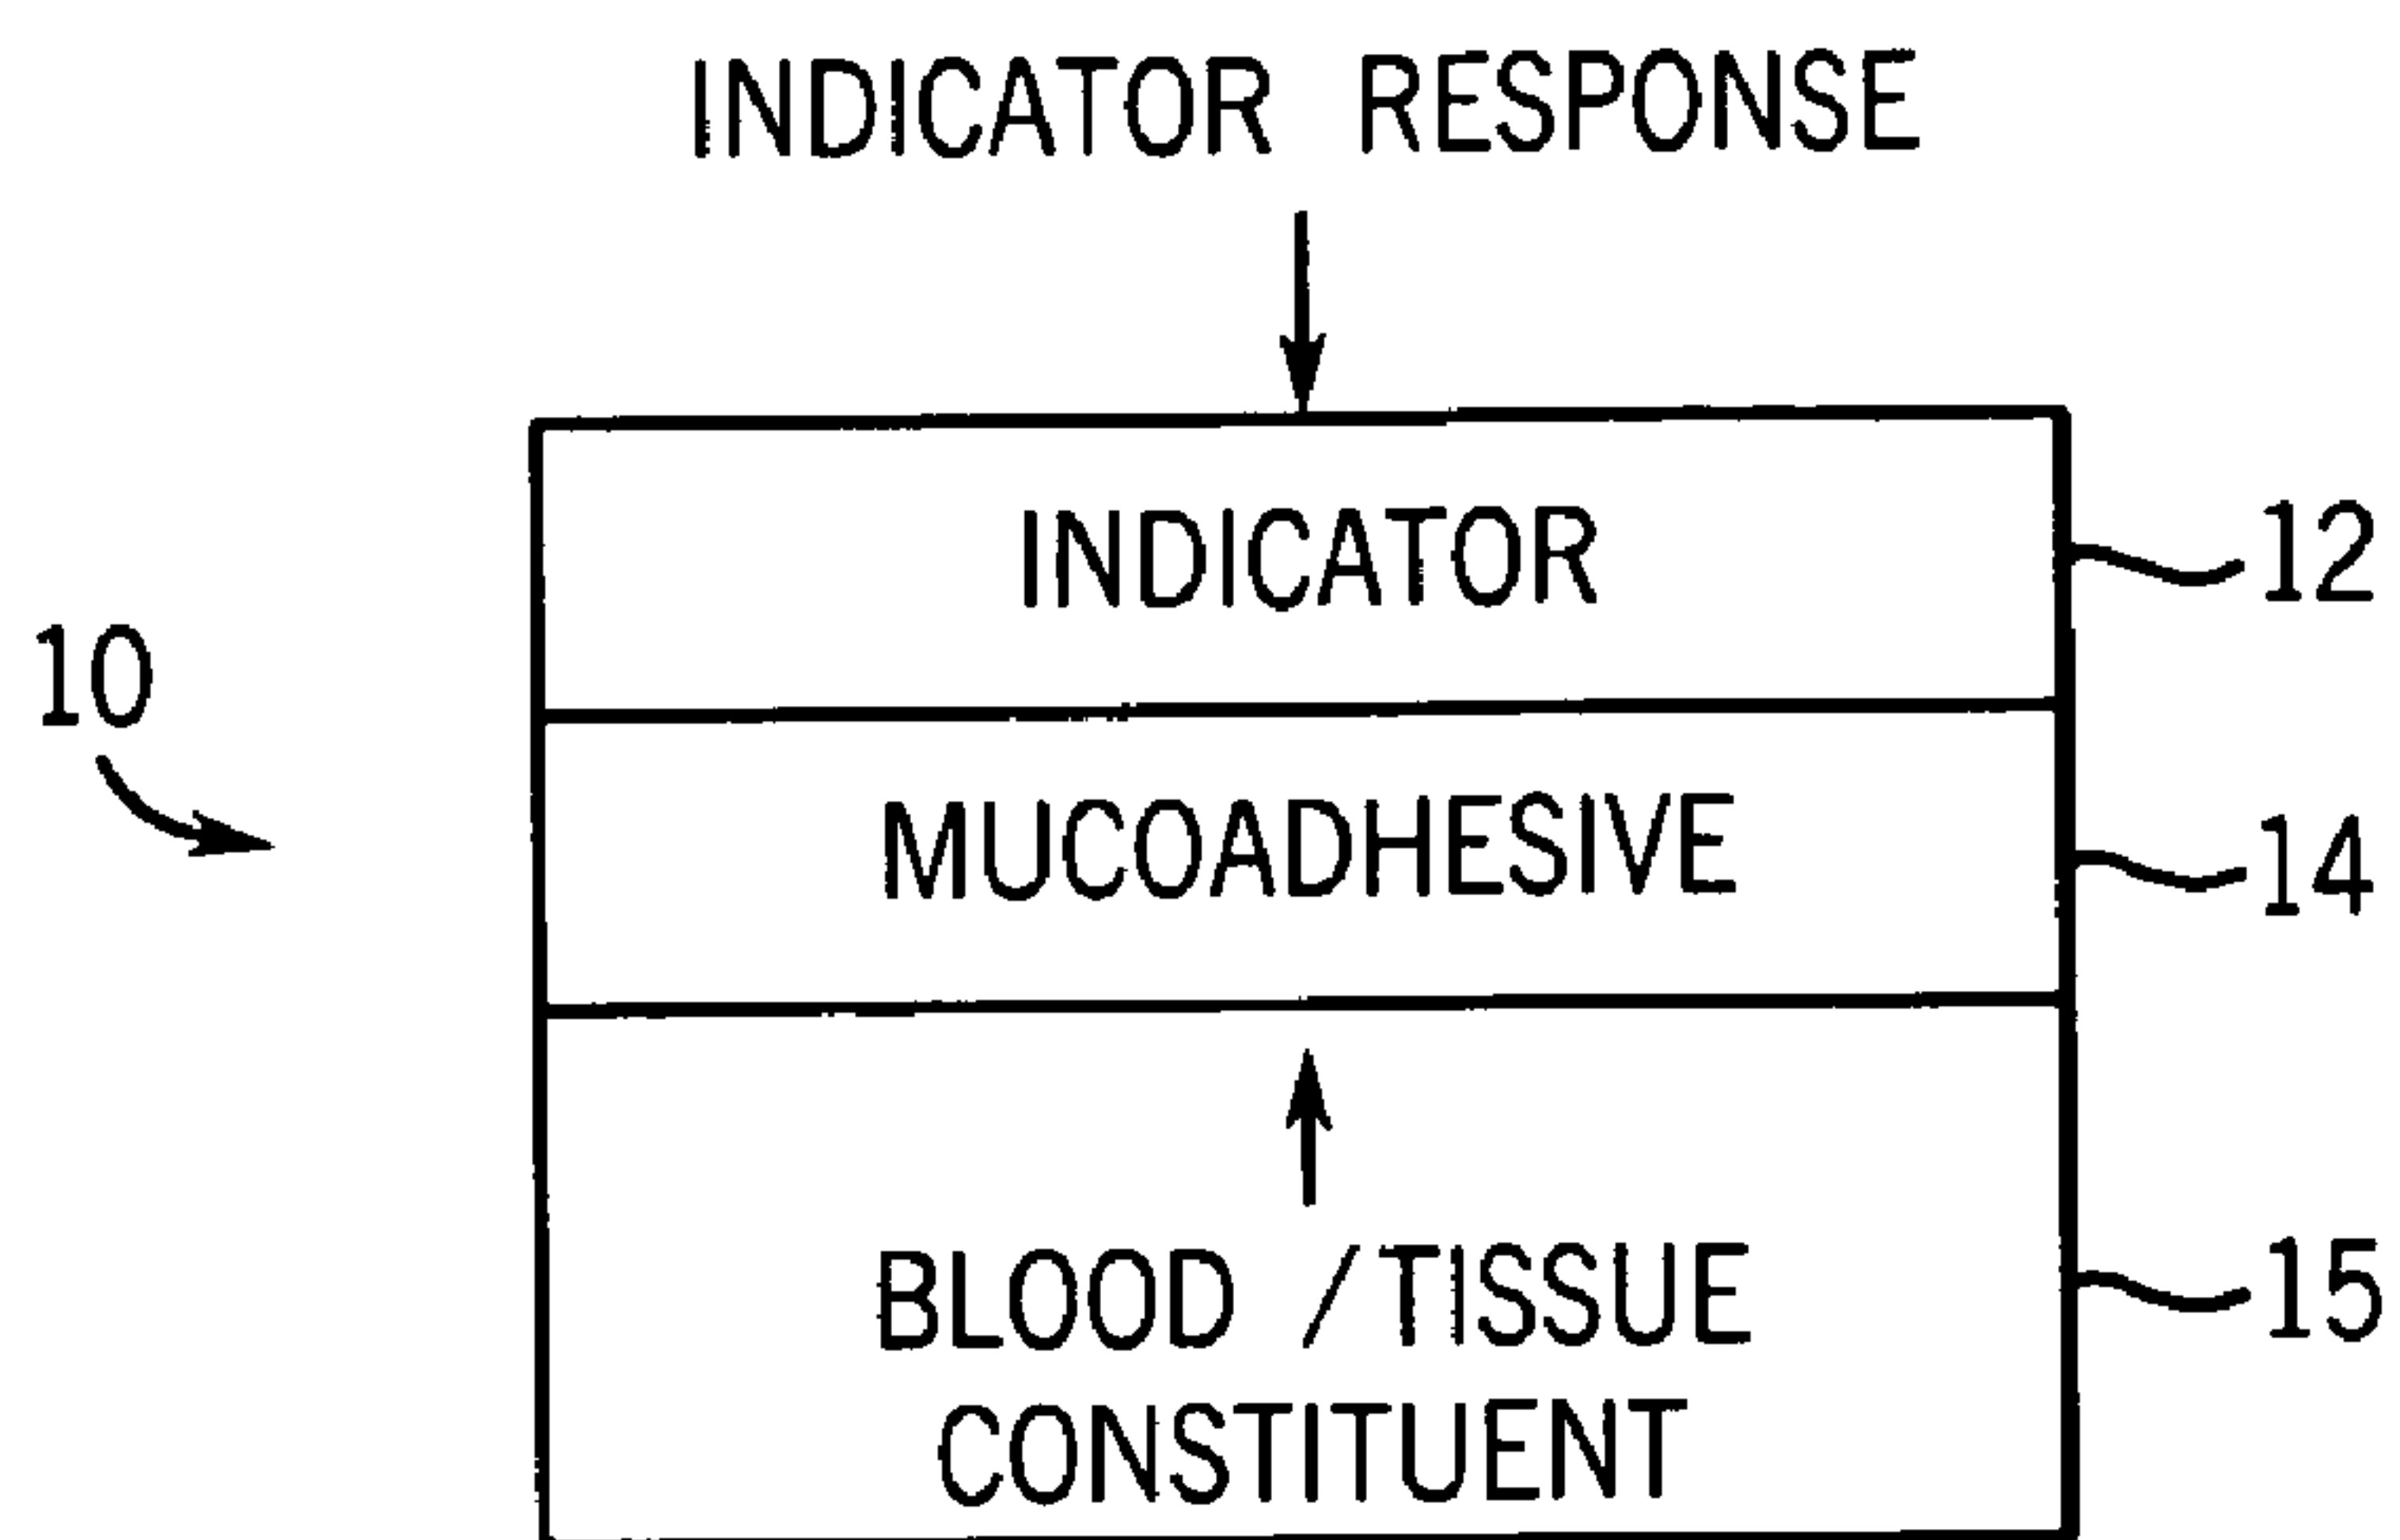 INDICATOR RESPONSE
INDICATOR
12
10
MUCOADHESIVE
14
BLOOD /TISSUE
15
CONSTITUENT